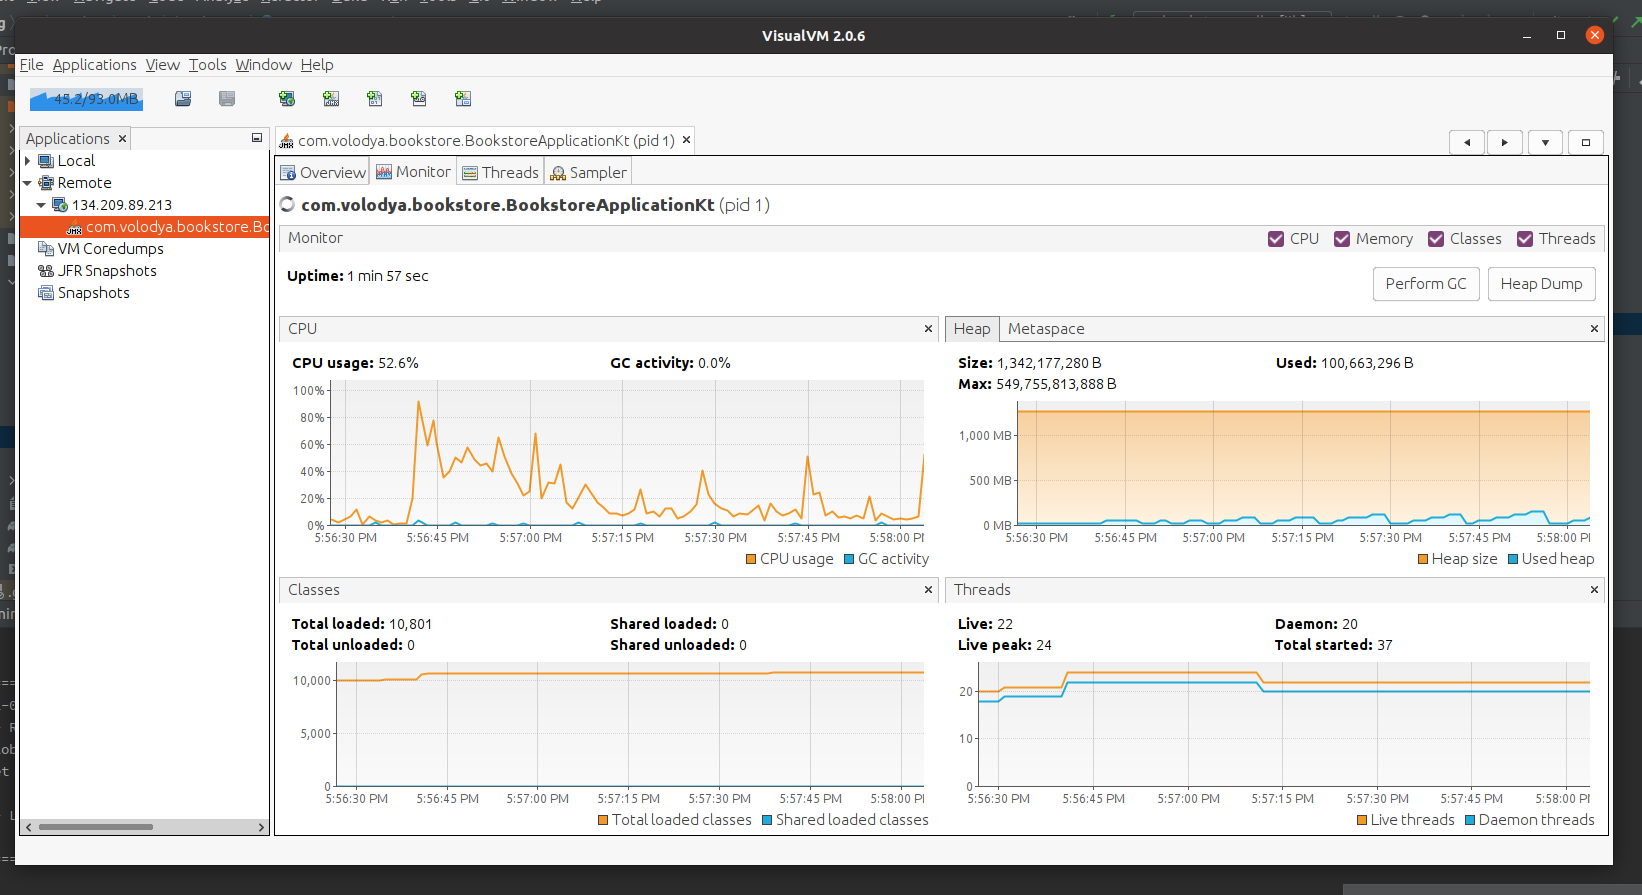 VisualVM 2.0.6
File Applications View Tools Window Help
45.2/93.0MB
Applications
com.volodya.bookstore.BookstoreApplicationKt (pid 1)
Local
Remote
134.209.89.213
com.volodya.bookstore.Bo
VM Coredumps
JFR Snapshots
Snapshots
Overview Monitor Threads Sampler
com.volodya.bookstore.BookstoreApplicationKt (pid 1)
Monitor
CPU Memory Classes Threads
Uptime: 1 min 57 sec
Perform GC Heap Dump
CPU
CPU usage: 52.6% GC activity: 0.0%
100%
80%
60%
40%
20%
0%
5:56:30 PM 5:56:45 PM 5:57:00 PM 5:57:15 PM 5:57:30 PM 5:57:45 PM 5:58:00 PM
CPU usage GC activity
Heap Metaspace
Size: 1,342,177,280 B Used: 100,663,296 B
Max: 549,755,813,888 B
1,000 MB
500 MB
0 MB
5:56:30 PM 5:56:45 PM 5:57:00 PM 5:57:15 PM 5:57:30 PM 5:57:45 PM 5:58:00 PM
Heap size Used heap
Classes
Total loaded: 10,801 Shared loaded: 0
Total unloaded: 0 Shared unloaded: 0
10,000
5,000
0
5:56:30 PM 5:56:45 PM 5:57:00 PM 5:57:15 PM 5:57:30 PM 5:57:45 PM 5:58:00 PM
Total loaded classes Shared loaded classes
Threads
Live: 22 Daemon: 20
Live peak: 24 Total started: 37
20
10
0
5:56:30 PM 5:56:45 PM 5:57:00 PM 5:57:15 PM 5:57:30 PM 5:57:45 PM 5:58:00 PM
Live threads Daemon threads